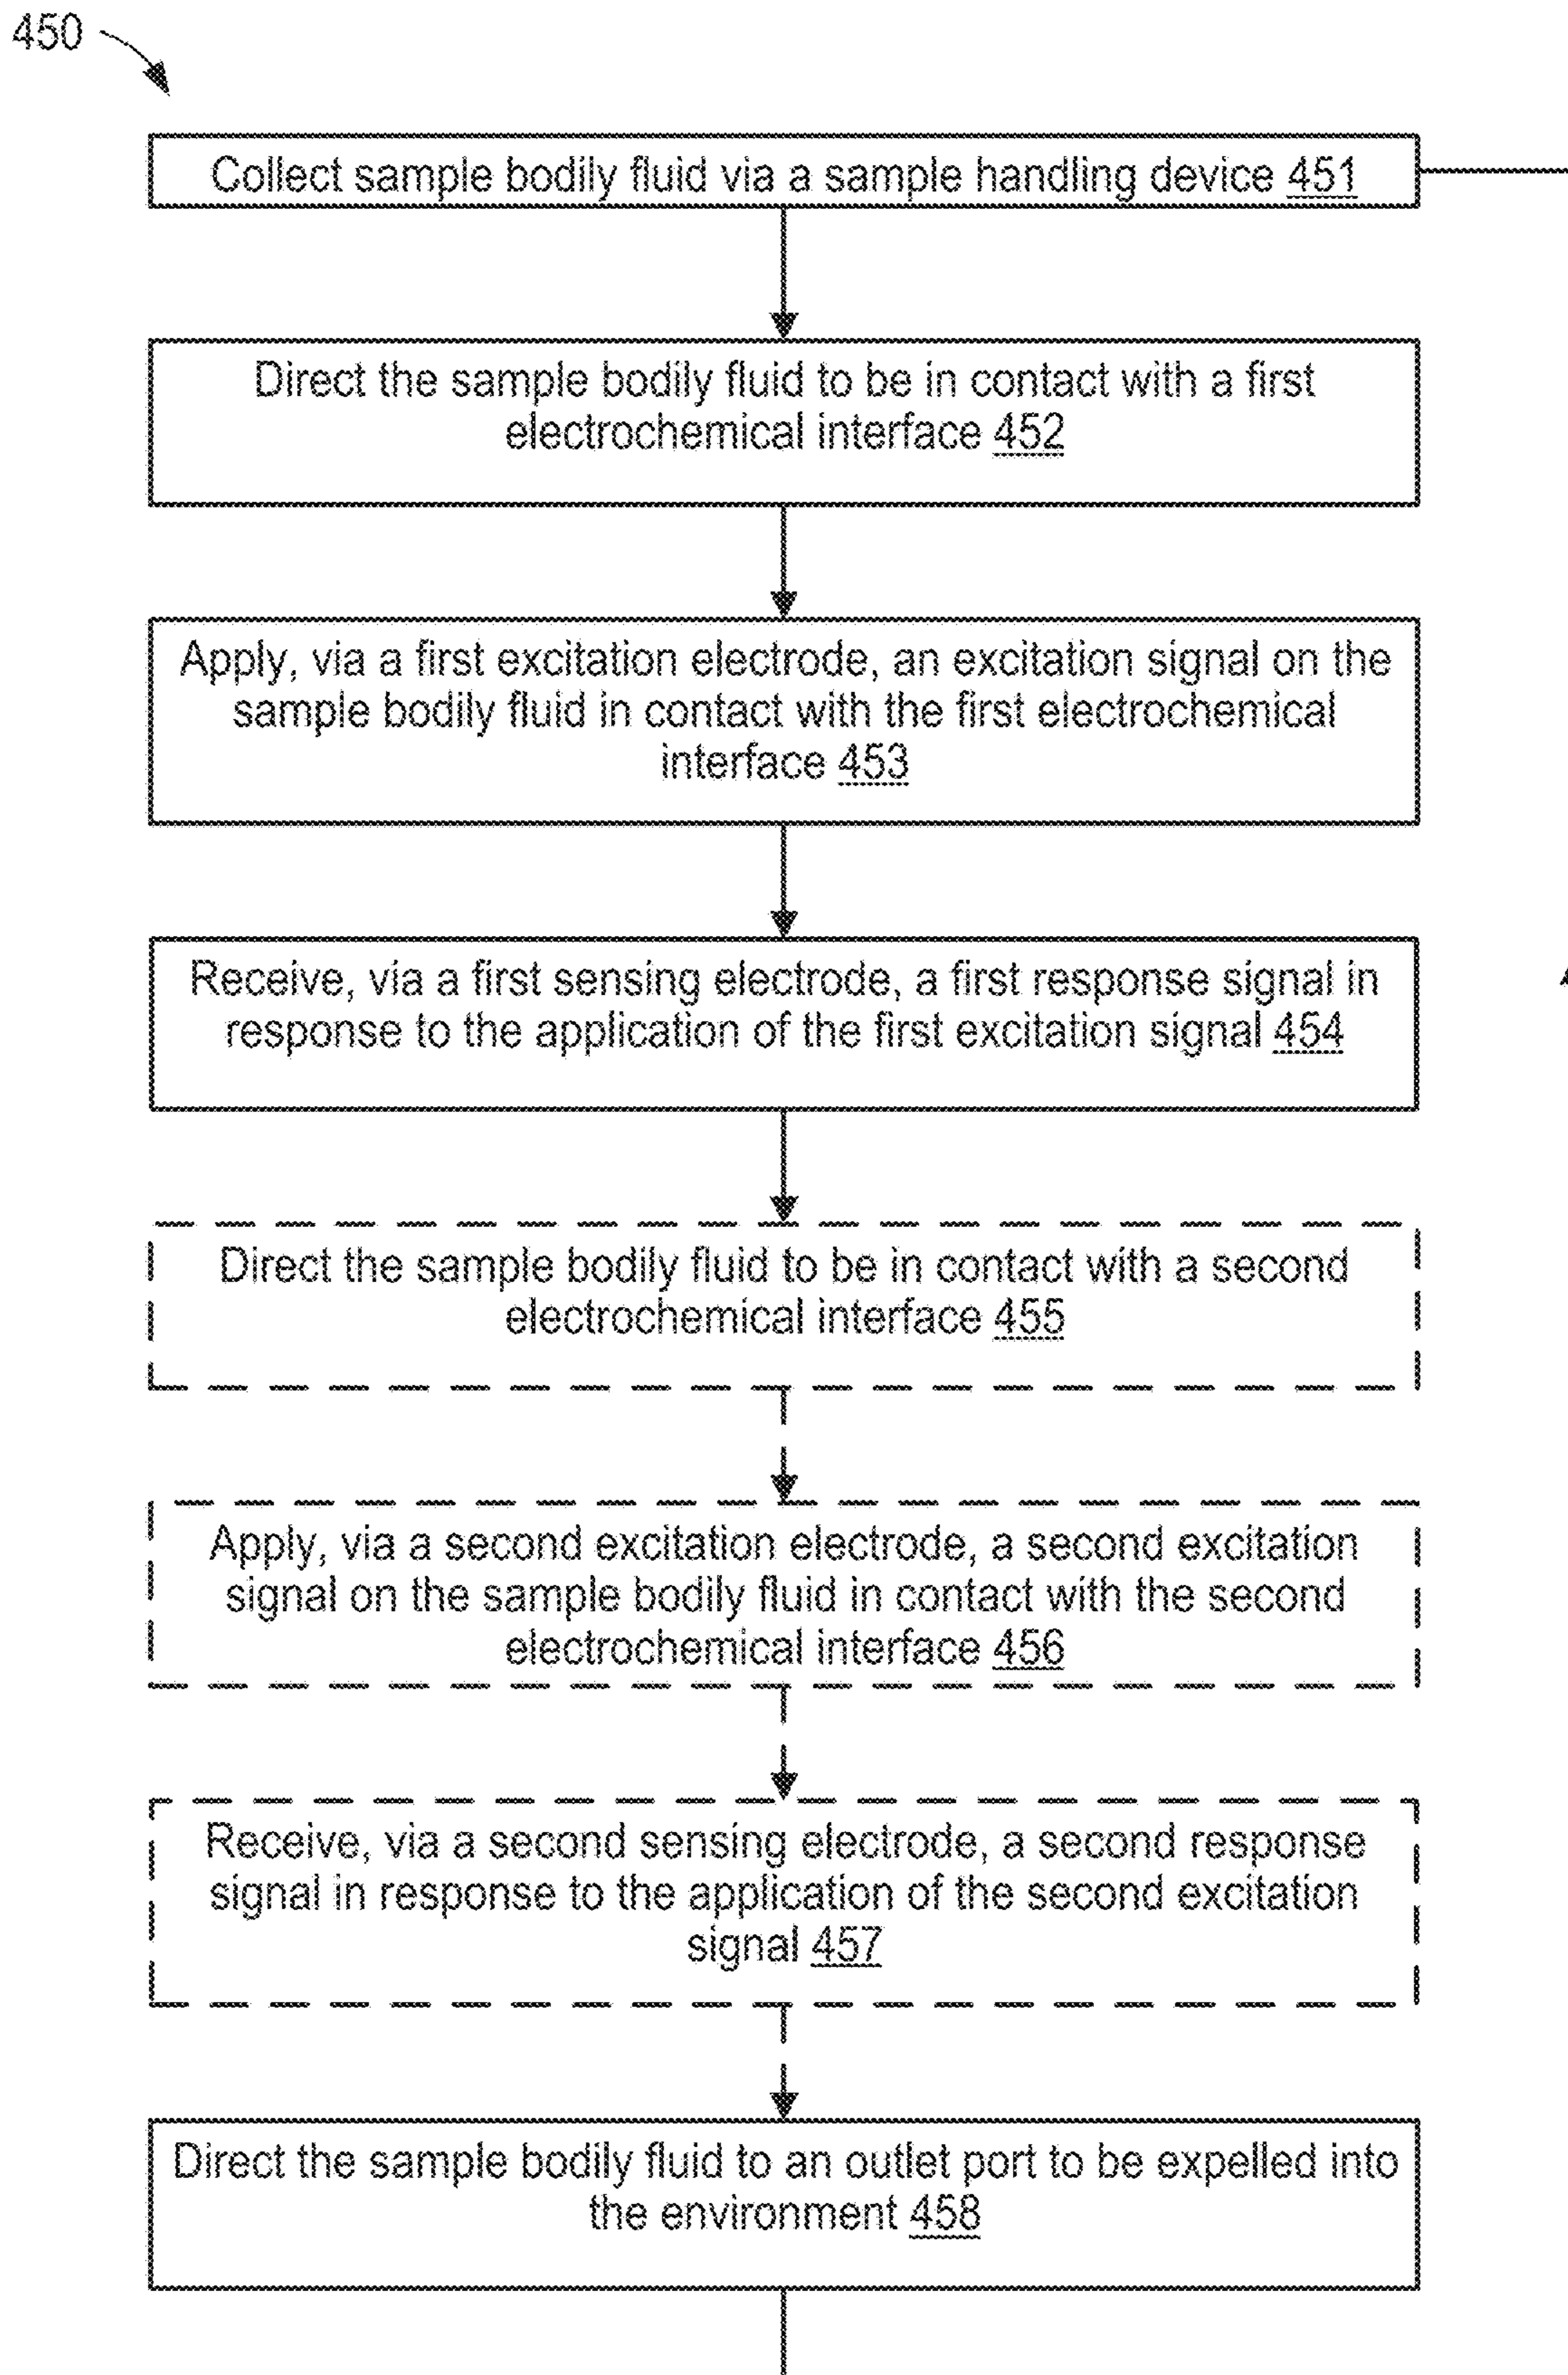 450
Collect sample bodily fluid via a sample handling device 451
Direct the sample bodily fluid to be in contact with a first
electrochemical interface 452
Apply, via a first excitation electrode, an excitation signal on the
sample bodily fluid in contact with the first electrochemical
interface 453
Receive, via a first sensing electrode, a first response signal in
response to the application of the first excitation signal 454
Direct the sample bodily fluid to be in contact with a second
electrochemical interface 455
Apply, via a second excitation electrode, a second excitation
signal on the sample bodily fluid in contact with the second
electrochemical interface 456
Receive, via a second sensing electrode, a second response
signal in response to the application of the second excitation
signal 457
Direct the sample bodily fluid to an outlet port to be expelled into
the environment 458